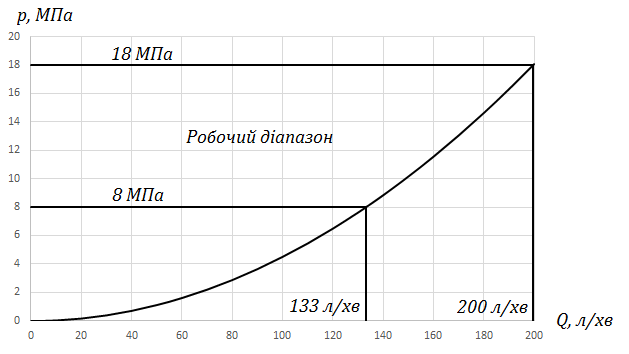 p, МПа
20
18 МПа
18
16
14
Робочий діапазон
12
10
8 МПа
8
6
4
2
133 л/хв 200 л/хв
0
Q, л/хв
0 20 40 60 80 100 120 140 160 180 200